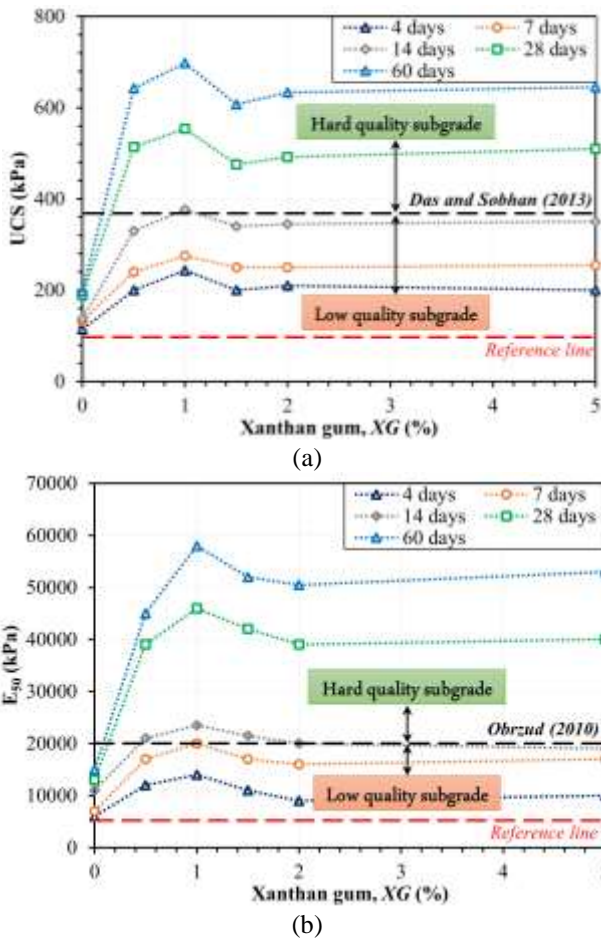 800
4 days 7 days
14 days 28 days
60 days
600
Hard quality subgrade
UCS (kPa)
400
Das and Sobhan (2013)
200
Low quality subgrade
Reference line
0
0 1 2 3 4 5
Xanthan gum, XG (%)
(a)
70000
4 days 7 days
14 days 28 days
60 days
60000
50000
E50 (kPa)
40000
30000
Hard quality subgrade
Obrzud (2010)
20000
Low quality subgrade
10000
Reference line
0
0 1 2 3 4 5
Xanthan gum, XG (%)
(b)